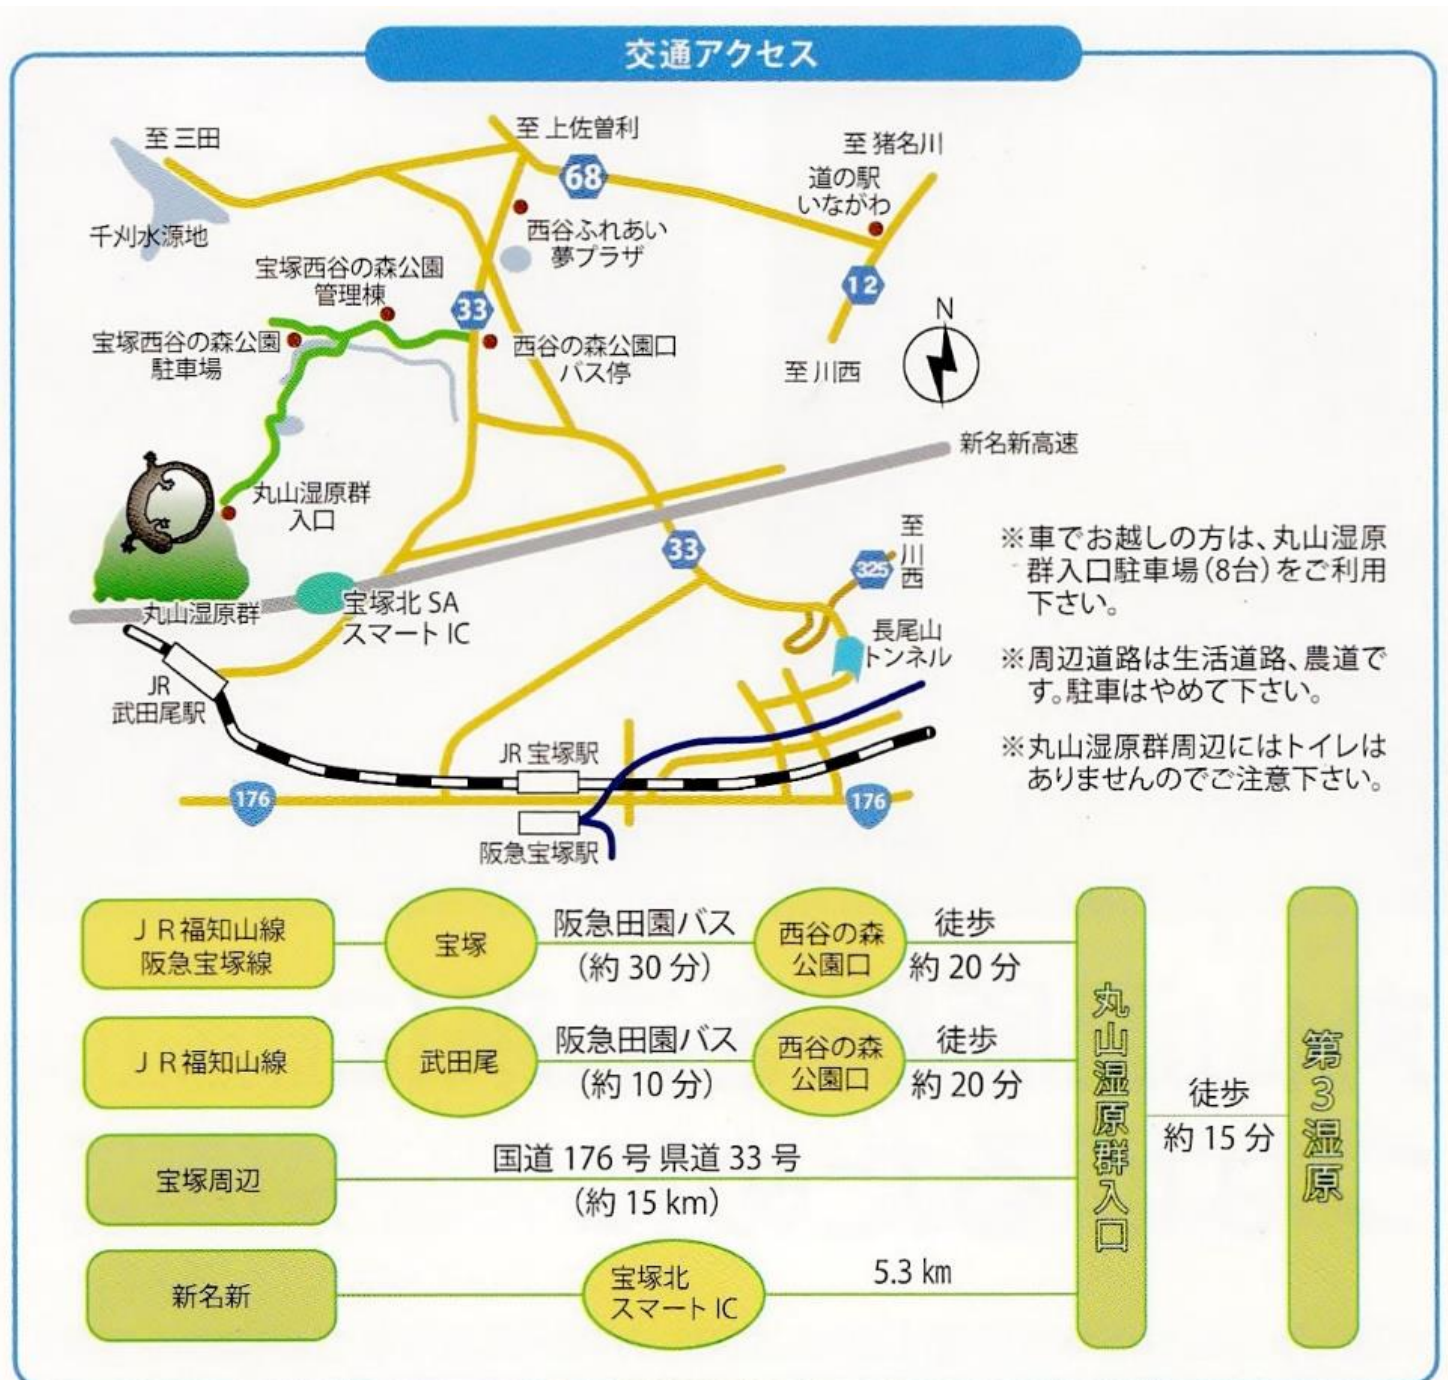 交通アクセス
至 三田
至 上佐曽利
至 猪名川
68
道の駅
いながわ
千刈水源地
西谷ふれあい
夢プラザ
宝塚西谷の森公園
管理棟
33
12
N
宝塚西谷の森公園
駐車場
西谷の森公園口
バス停
至 川西
新名新高速
丸山湿原群
入口
33
325
至川西
※車でお越しの方は、丸山湿原
群入口駐車場(8台)をご利用
下さい。
丸山湿原群
宝塚北 SA
スマート IC
長尾山
トンネル
※周辺道路は生活道路、農道で
す。駐車はやめて下さい。
JR
武田尾駅
JR 宝塚駅
※丸山湿原群周辺にはトイレは
ありませんのでご注意下さい。
176
176
阪急宝塚駅
ＪＲ福知山線
阪急宝塚線
宝塚
阪急田園バス
(約 30 分)
西谷の森
公園口
徒歩
約 20 分
ＪＲ福知山線
武田尾
阪急田園バス
(約 10 分)
西谷の森
公園口
徒歩
約 20 分
宝塚周辺
国道 176 号 県道 33 号
(約 15 km)
新名新
宝塚北
スマート IC
5.3 km
丸山湿原群入口
徒歩
約 15 分
第3湿原